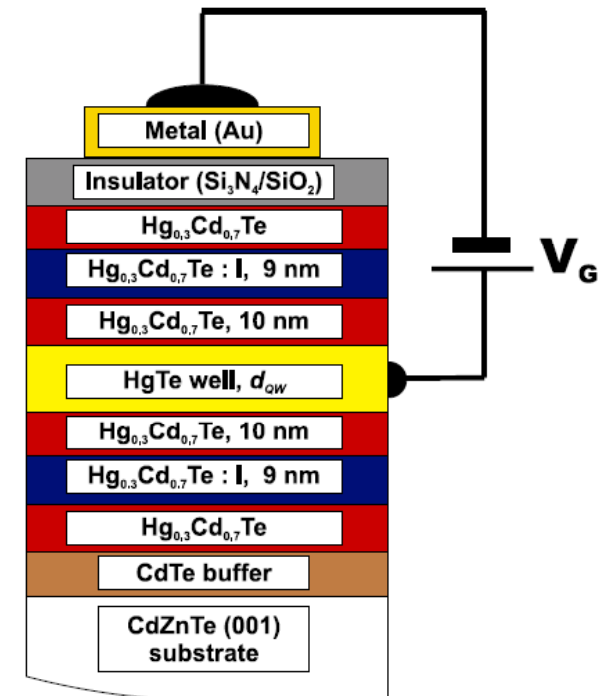 Metal (Au)
Insulator (Si₃N₄/SiO₂)
Hg₀,₃Cd₀,₇Te
Hg₀,₃Cd₀,₇Te : I, 9 nm
Hg₀,₃Cd₀,₇Te, 10 nm
V_G
HgTe well, d_QW
Hg₀,₃Cd₀,₇Te, 10 nm
Hg₀.₃Cd₀.₇Te : I, 9 nm
Hg₀,₃Cd₀,₇Te
CdTe buffer
CdZnTe (001)
substrate